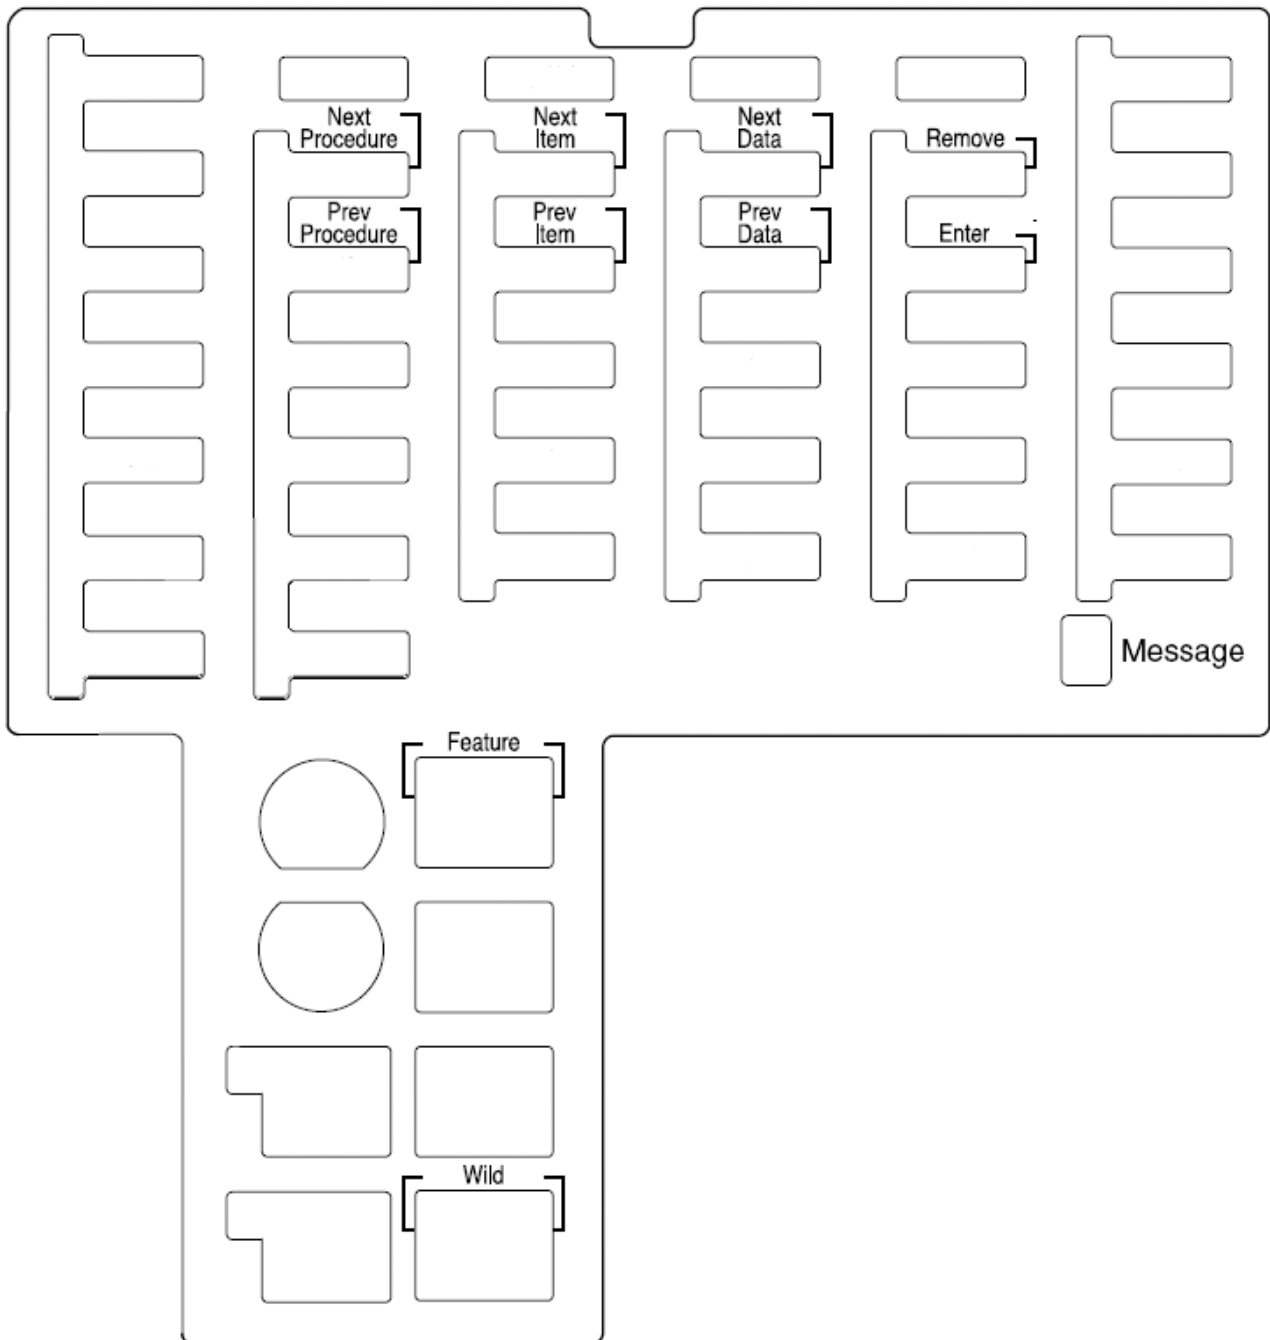 Next
Procedure
Next
Item
Next
Data
Remove
Prev
Procedure
Prev
Item
Prev
Data
Enter
Message
Feature
Wild